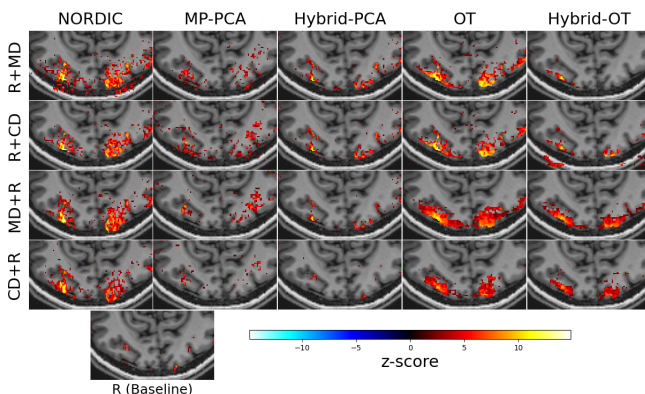 NORDIC MP-PCA Hybrid-PCA OT Hybrid-OT
R+MD
R+CD
MD+R
CD+R
−10 −5 0 5 10
z-score
R (Baseline)